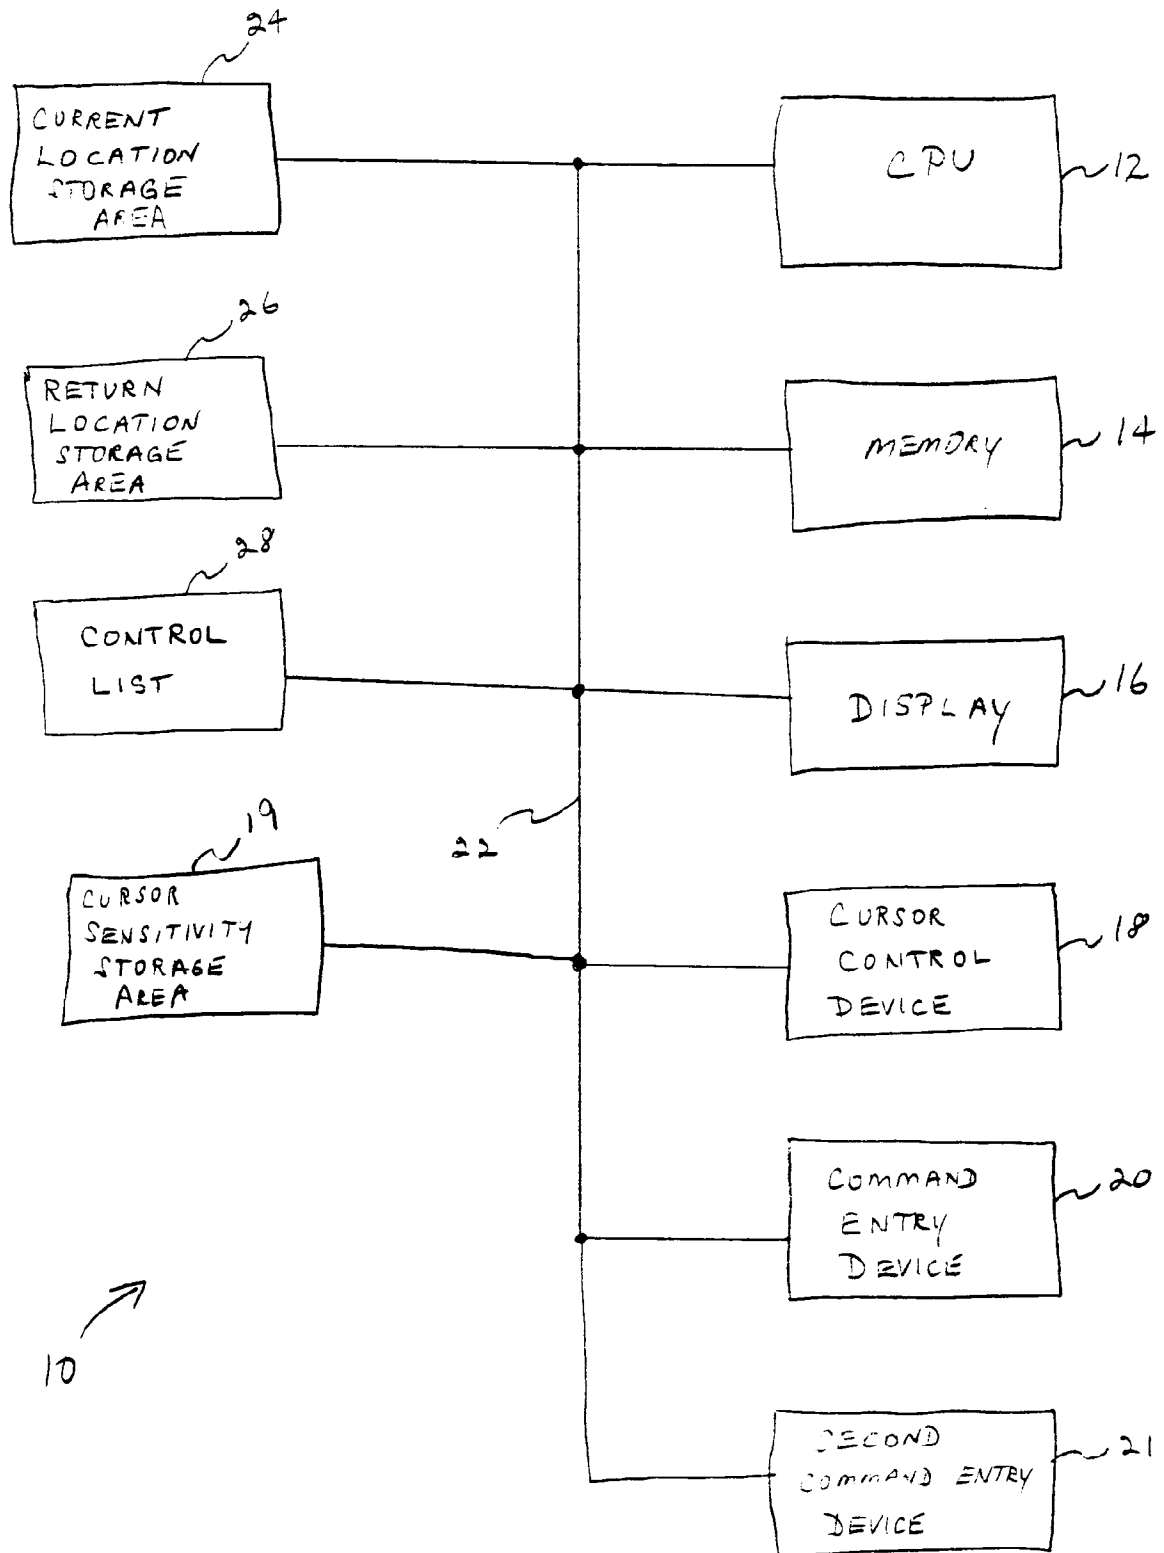 24
CURRENT
LOCATION
STORAGE
AREA
CPU
12
26
RETURN
LOCATION
STORAGE
AREA
MEMORY
14
28
CONTROL
LIST
DISPLAY
16
22
19
CURSOR
SENSITIVITY
STORAGE
AREA
CURSOR
CONTROL
DEVICE
18
COMMAND
ENTRY
DEVICE
20
10
SECOND
COMMAND ENTRY
DEVICE
21